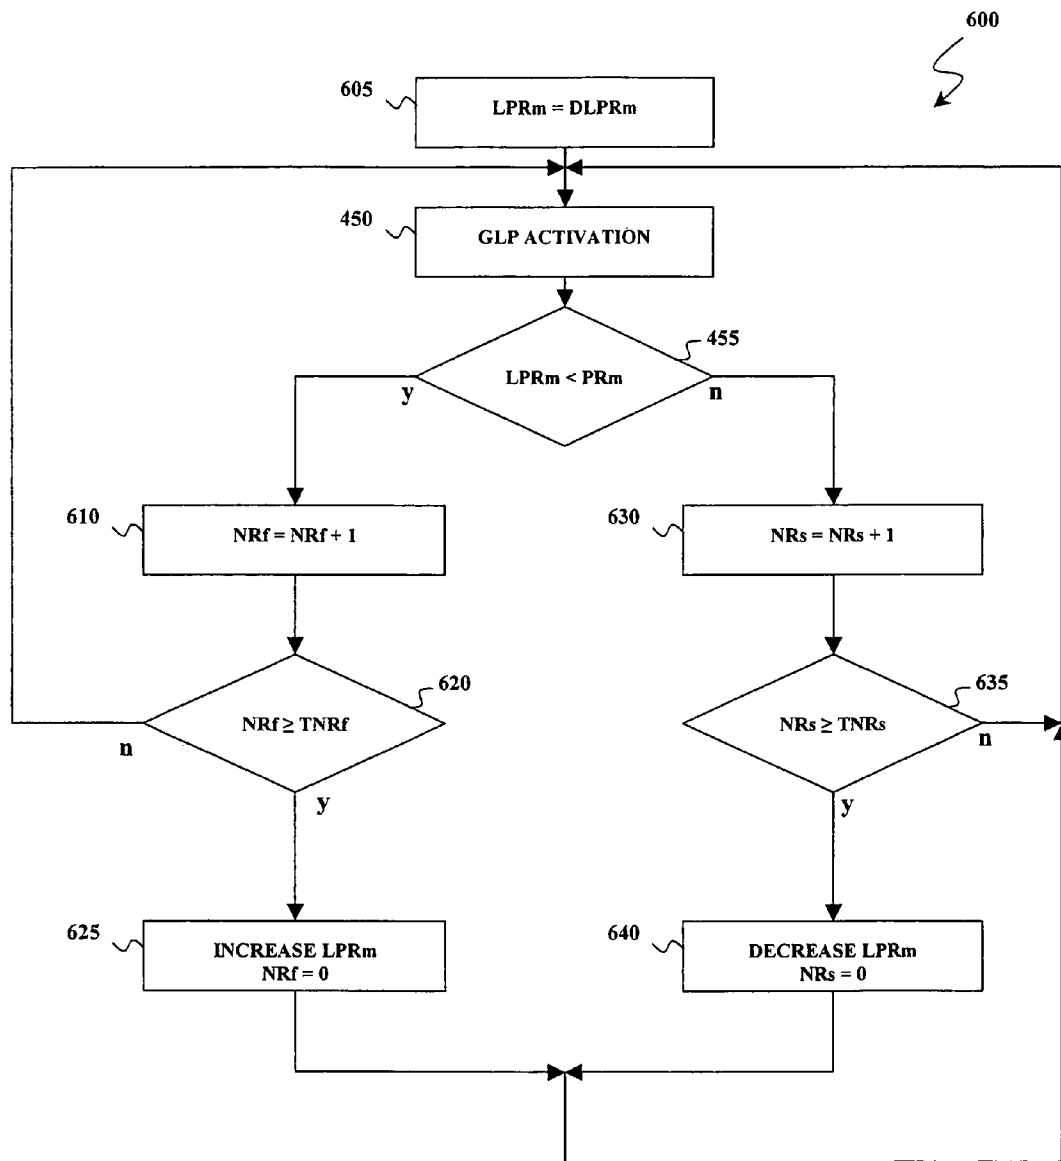 600
605
LPRm = DLPRm
450
GLP ACTIVATION
455
LPRm < PRm
y
n
610
NRf = NRf + 1
630
NRs = NRs + 1
620
NRf ≥ TNRf
n
y
635
NRs ≥ TNRs
n
y
625
INCREASE LPRm
NRf = 0
640
DECREASE LPRm
NRs = 0